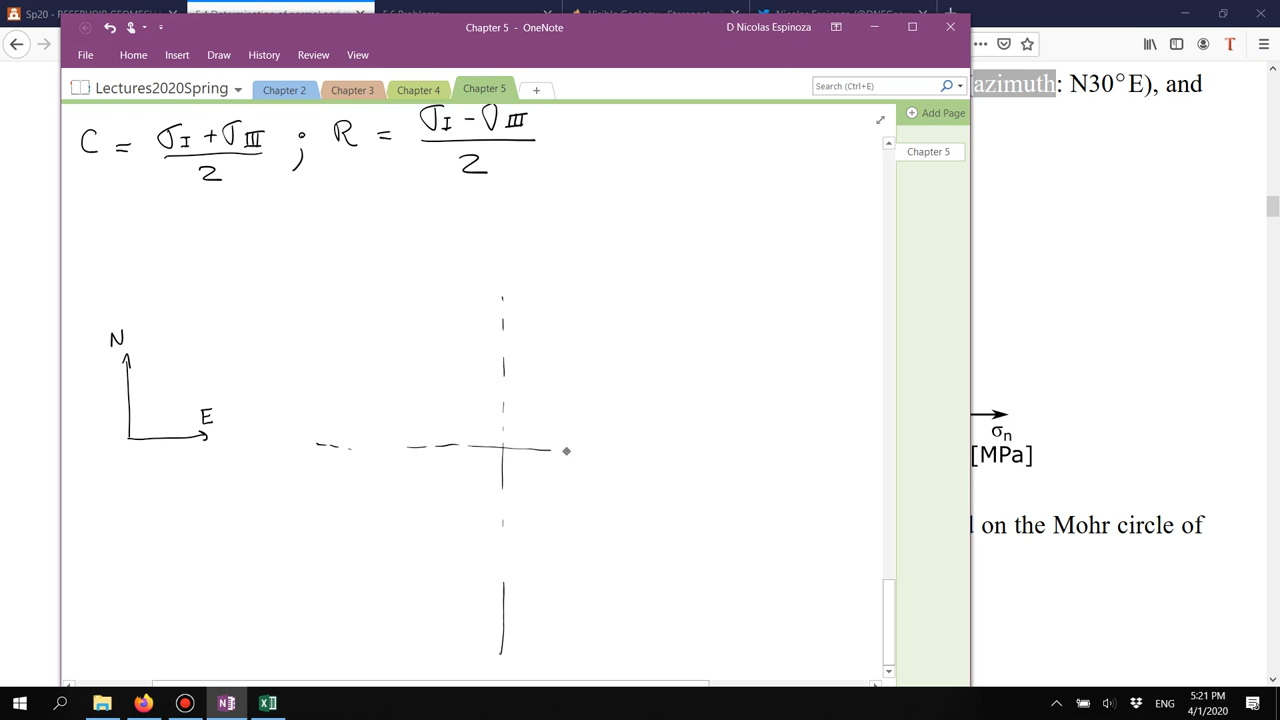 Chapter 5 - OneNote
D Nicolas Espinoza
File Home Insert Draw History View
Lectures2020Spring
Chapter 2
Chapter 3
Chapter 4
Chapter 5
Search (Ctrl+E)
azimuth: N30°E), and
Add Page
Chapter 5
C = (σI + σIII) / 2 ; R = (σI - σIII) / 2
N
E
σn
[MPa]
on the Mohr circle of
ENG
5:21 PM
4/1/2020